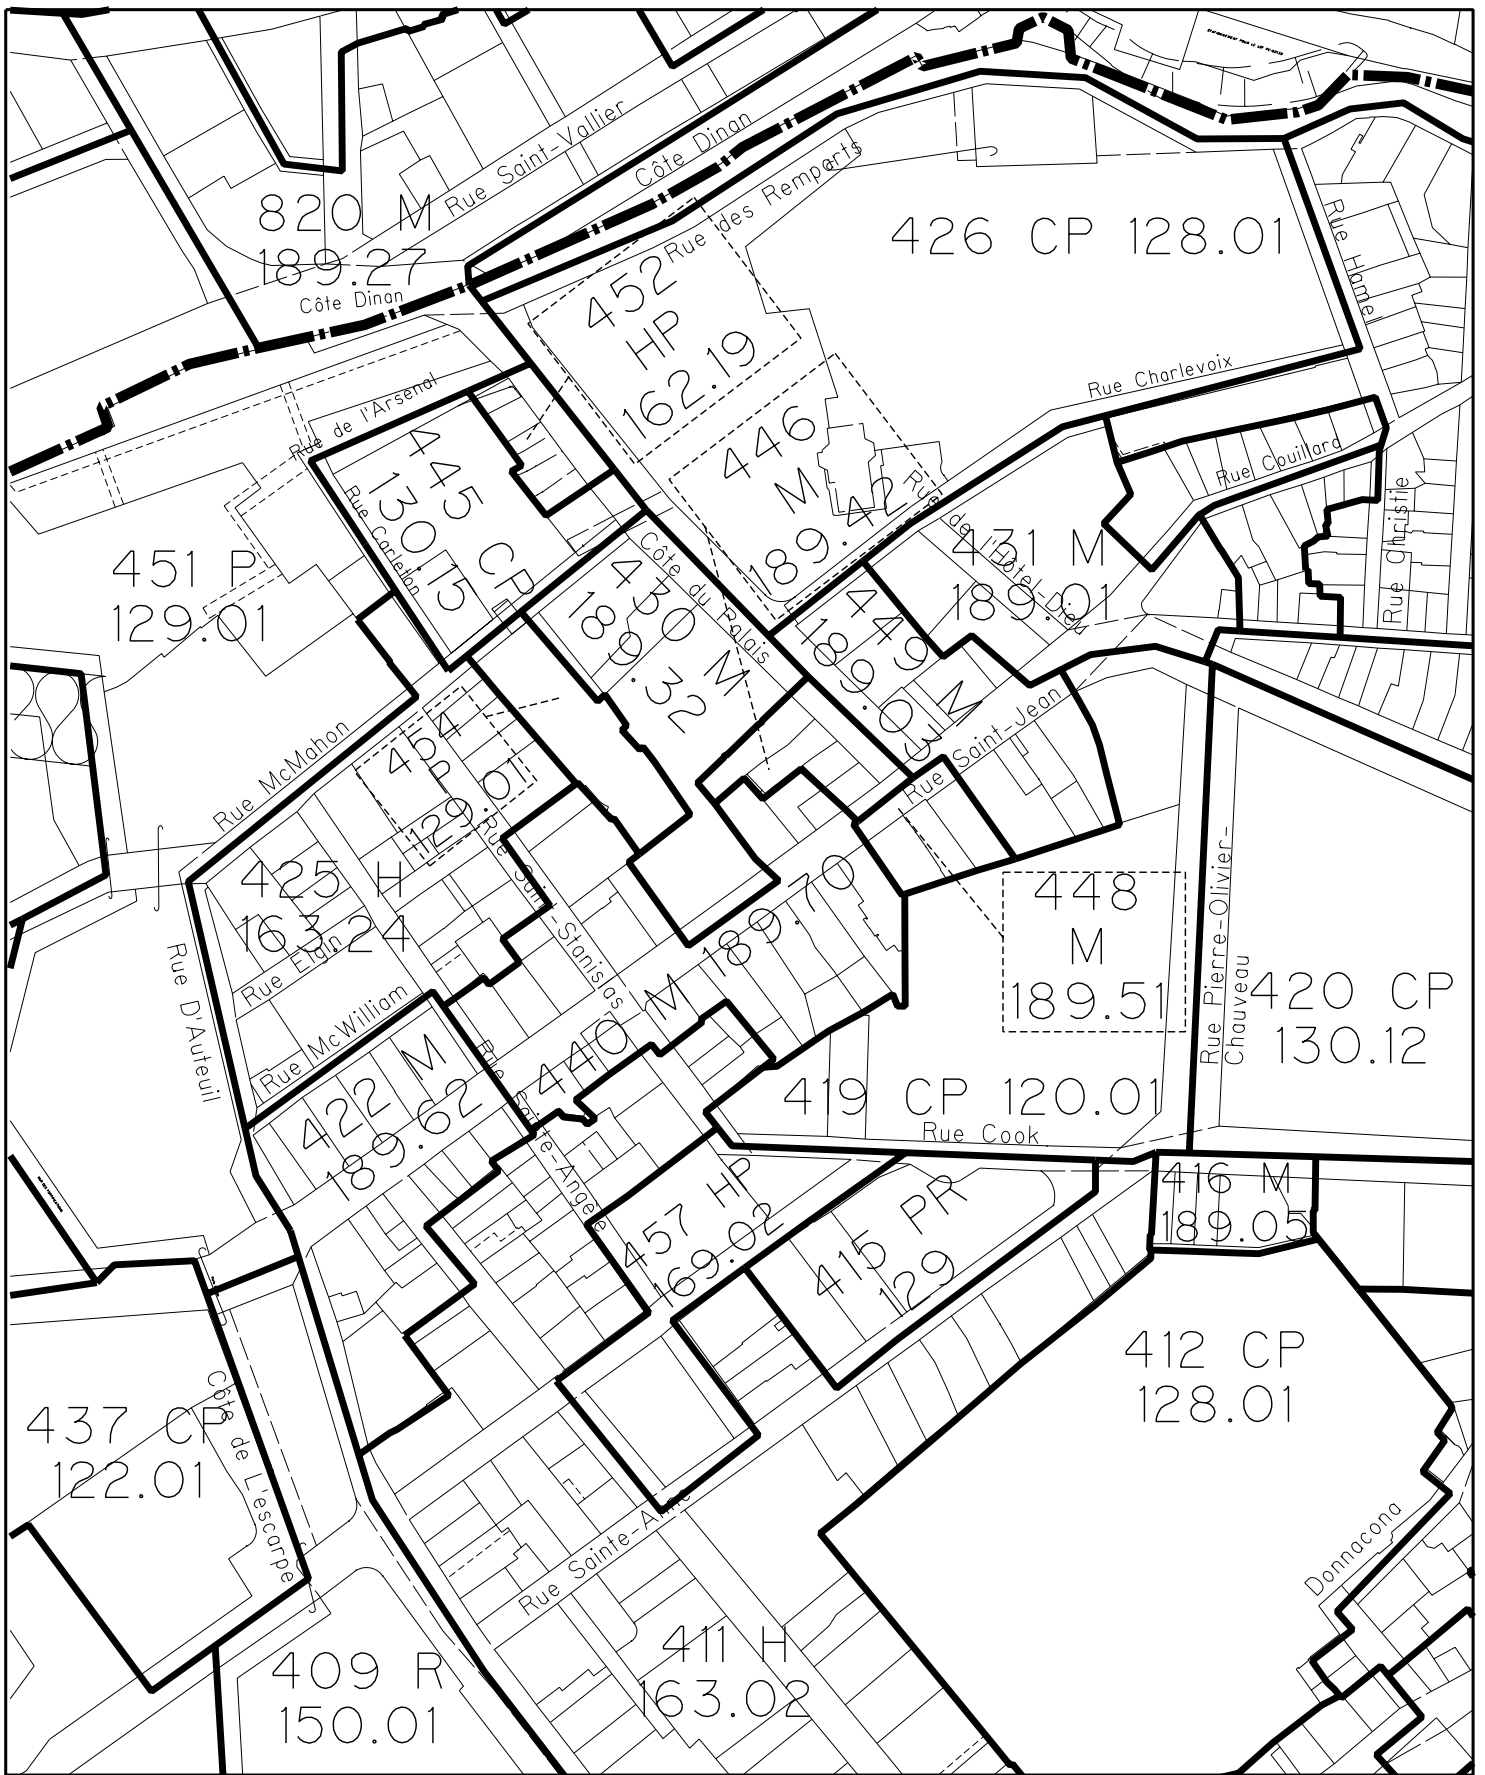 820 M
189.27
Rue Saint-Vallier
Côte Dinan
Côte Dinan
Rue des Remparts
426 CP 128.01
Rue Hamel
452
HP
162.19
Rue Charlevoix
Rue de l'Arsenal
445 CP
130.15
Rue Carleton
446
M
189.42
Rue Couillard
Rue Christie
451 P
129.01
Rue de l'Hôtel-Dieu
431 M
189.01
Côte du Palais
430 M
189.32
449 M
189.03
Rue Saint-Jean
Rue McMahon
454
P
129.01
425 H
163.24
Rue Saint-Stanislas
Rue Elgin
Rue McWilliam
Rue D'Auteuil
440 M 189.70
448
M
189.51
Rue Pierre-Olivier-
Chauveau
420 CP
130.12
422 M
189.62
Rue Sainte-Angèle
419 CP 120.01
Rue Cook
457 HP
169.02
415 PR
129
416 M
189.05
412 CP
128.01
437 CP
122.01
Côte de L'escarpe
Rue Sainte-Anne
Donnacona
409 R
150.01
411 H
163.02